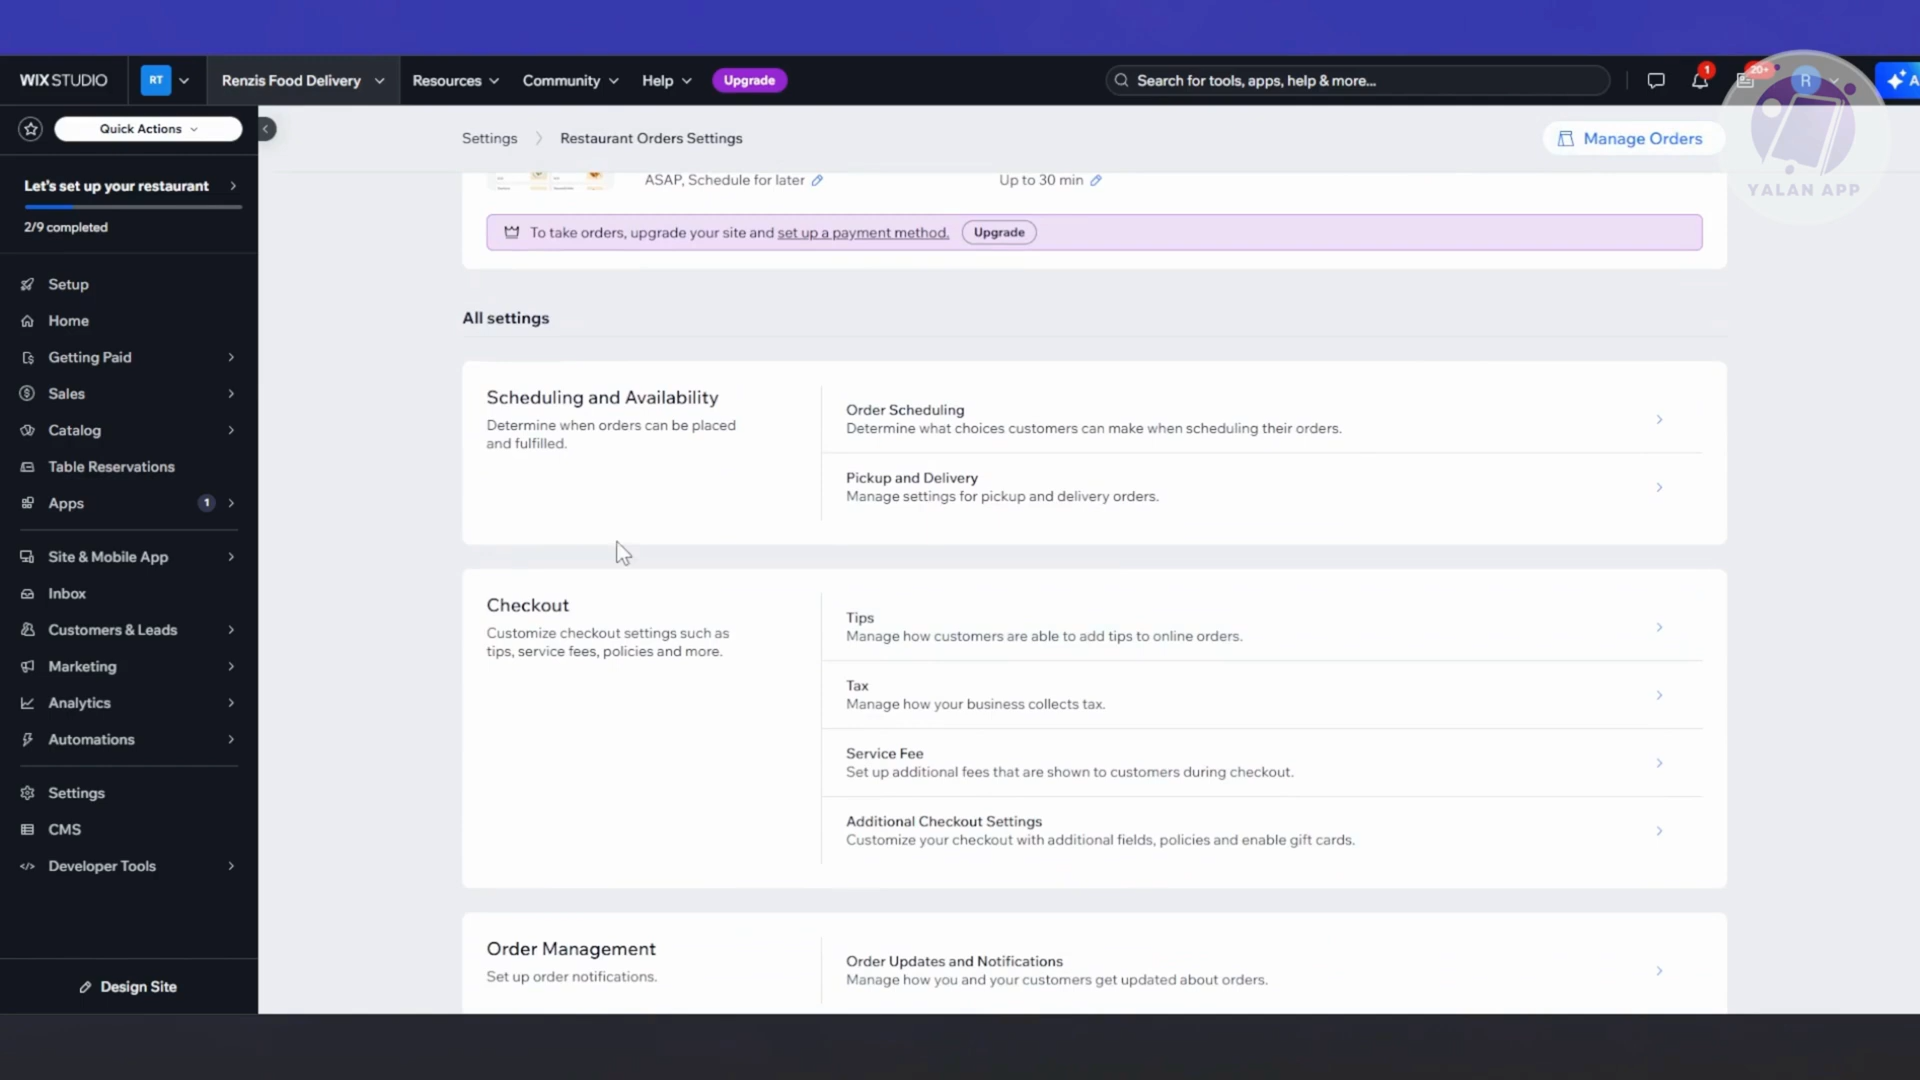 WIX STUDIO
RT
Renzis Food Delivery
Resources
Community
Help
Upgrade
Search for tools, apps, help & more...
1
20+
R
A
Quick Actions
Settings
Restaurant Orders Settings
Manage Orders
YALAN APP
Let's set up your restaurant
2/9 completed
ASAP, Schedule for later
Up to 30 min
To take orders, upgrade your site and set up a payment method.
Upgrade
Setup
Home
Getting Paid
Sales
Catalog
Table Reservations
Apps
1
Site & Mobile App
Inbox
Customers & Leads
Marketing
Analytics
Automations
Settings
CMS
Developer Tools
Design Site
All settings
Scheduling and Availability
Determine when orders can be placed
and fulfilled.
Order Scheduling
Determine what choices customers can make when scheduling their orders.
Pickup and Delivery
Manage settings for pickup and delivery orders.
Checkout
Customize checkout settings such as
tips, service fees, policies and more.
Tips
Manage how customers are able to add tips to online orders.
Tax
Manage how your business collects tax.
Service Fee
Set up additional fees that are shown to customers during checkout.
Additional Checkout Settings
Customize your checkout with additional fields, policies and enable gift cards.
Order Management
Set up order notifications.
Order Updates and Notifications
Manage how you and your customers get updated about orders.